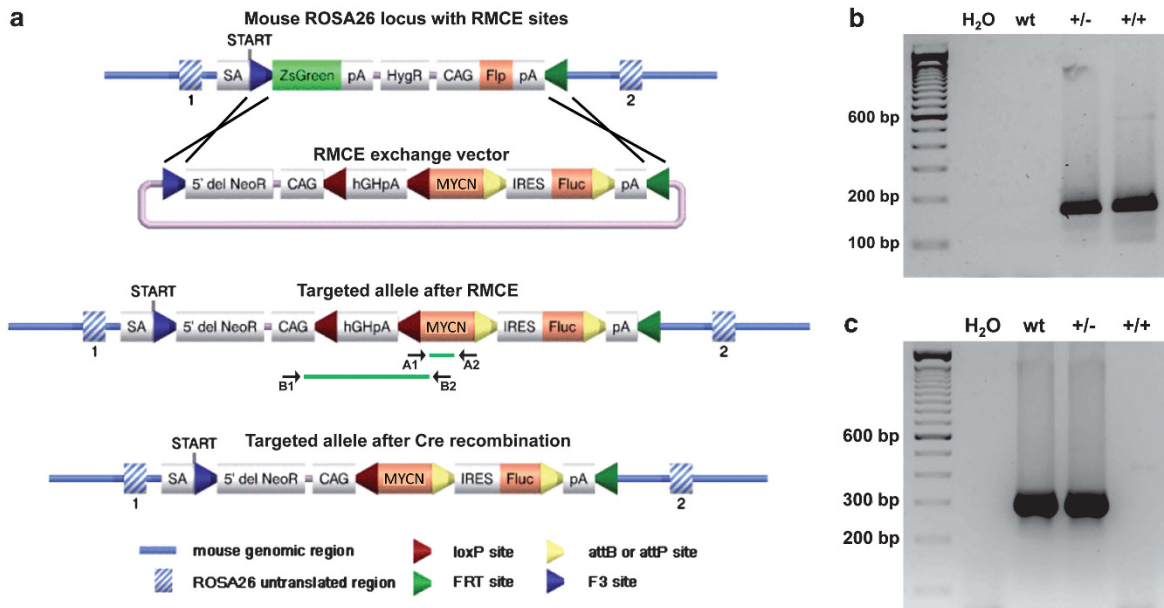 a
Mouse ROSA26 locus with RMCE sites
START
SA
ZsGreen
pA
HygR
CAG
Flp
pA
1
2
RMCE exchange vector
5' del NeoR
CAG
hGHpA
MYCN
IRES
Fluc
pA
START
Targeted allele after RMCE
SA
5' del NeoR
CAG
hGHpA
MYCN
IRES
Fluc
pA
1
2
A1
A2
B1
B2
START
Targeted allele after Cre recombination
SA
5' del NeoR
CAG
MYCN
IRES
Fluc
pA
1
2
mouse genomic region
loxP site
attB or attP site
ROSA26 untranslated region
FRT site
F3 site
b
H2O wt +/- +/+
600 bp
200 bp
100 bp
c
H2O wt +/- +/+
600 bp
300 bp
200 bp